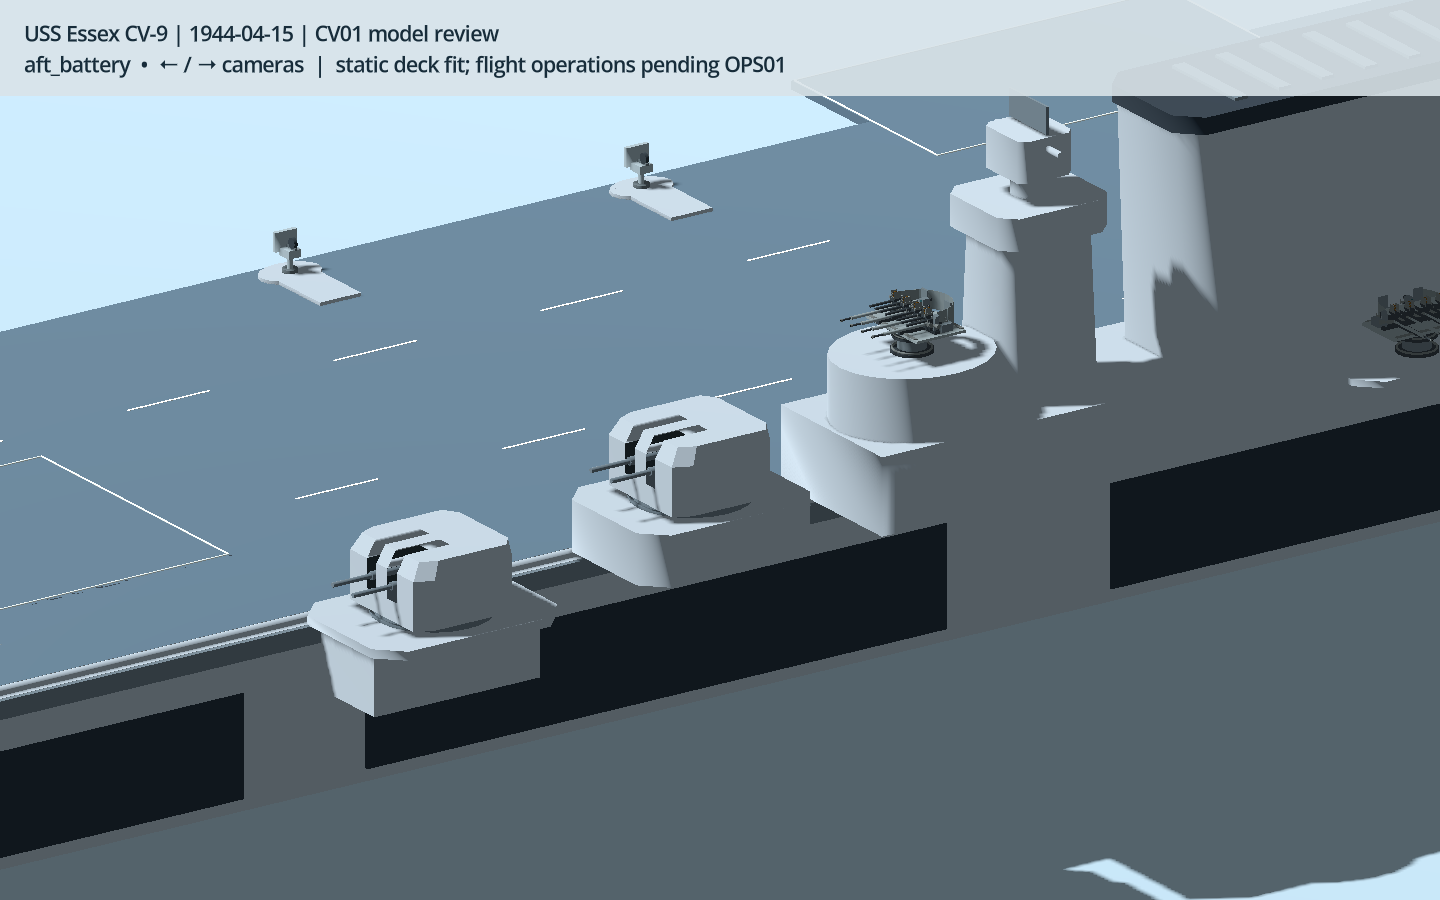 USS Essex CV-9 | 1944-04-15 | CV01 model review
aft_battery • ← / → cameras | static deck fit; flight operations pending OPS01